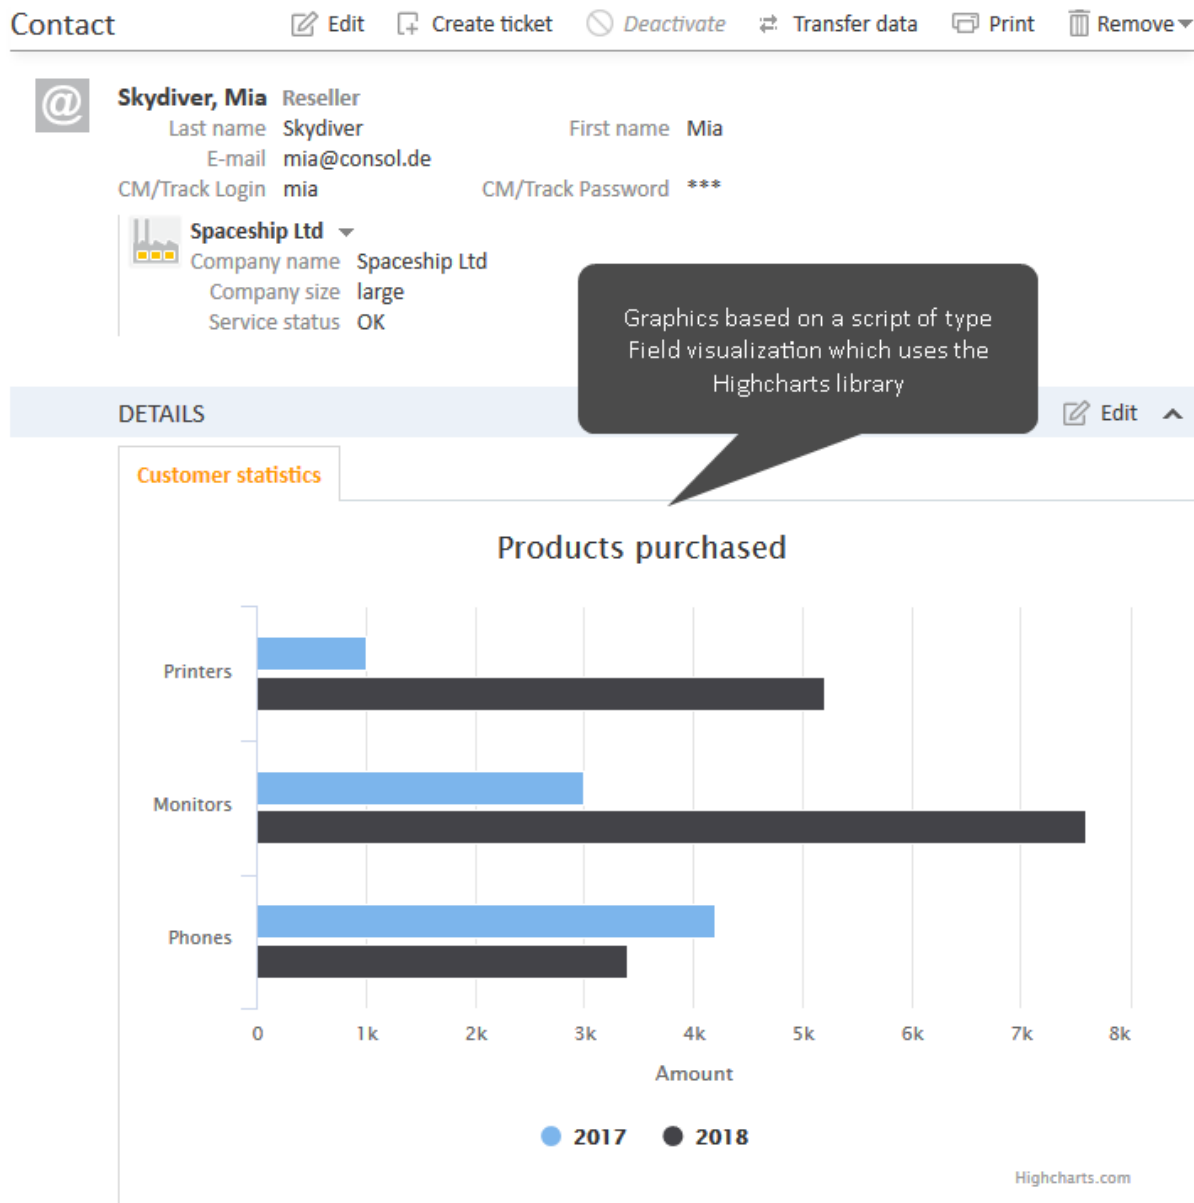 Contact Edit Create ticket Deactivate Transfer data Print Remove
@
Skydiver, Mia Reseller
Last name Skydiver First name Mia
E-mail mia@consol.de
CM/Track Login mia CM/Track Password ***
Spaceship Ltd
Company name Spaceship Ltd
Company size large
Service status OK
Graphics based on a script of type
Field visualization which uses the
Highcharts library
DETAILS Edit
Customer statistics
Products purchased
Printers
Monitors
Phones
0 1k 2k 3k 4k 5k 6k 7k 8k
Amount
2017 2018
Highcharts.com